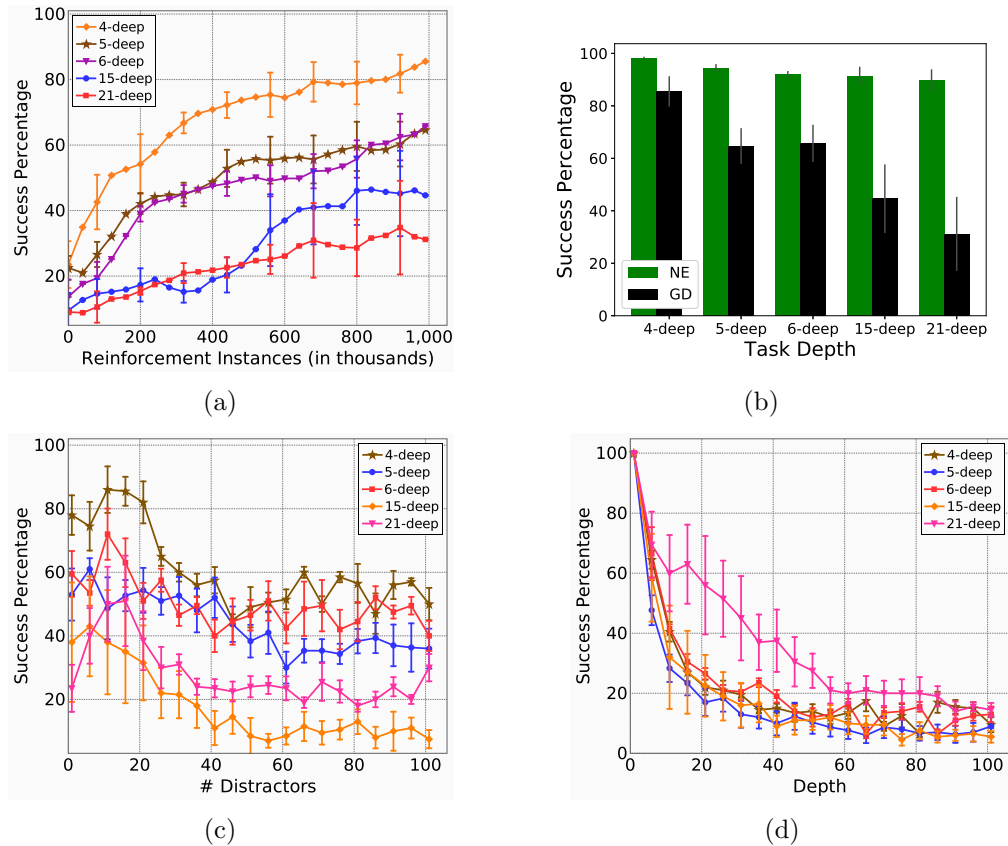 100
80
60
40
20
Success Percentage
4-deep
5-deep
6-deep
15-deep
21-deep
0 200 400 600 800 1,000
Reinforcement Instances (in thousands)
(a)
100
80
60
40
20
0
Success Percentage
NE
GD
4-deep 5-deep 6-deep 15-deep 21-deep
Task Depth
(b)
100
80
60
40
20
Success Percentage
4-deep
5-deep
6-deep
15-deep
21-deep
0 20 40 60 80 100
# Distractors
(c)
100
80
60
40
20
0
Success Percentage
4-deep
5-deep
6-deep
15-deep
21-deep
0 20 40 60 80 100
Depth
(d)